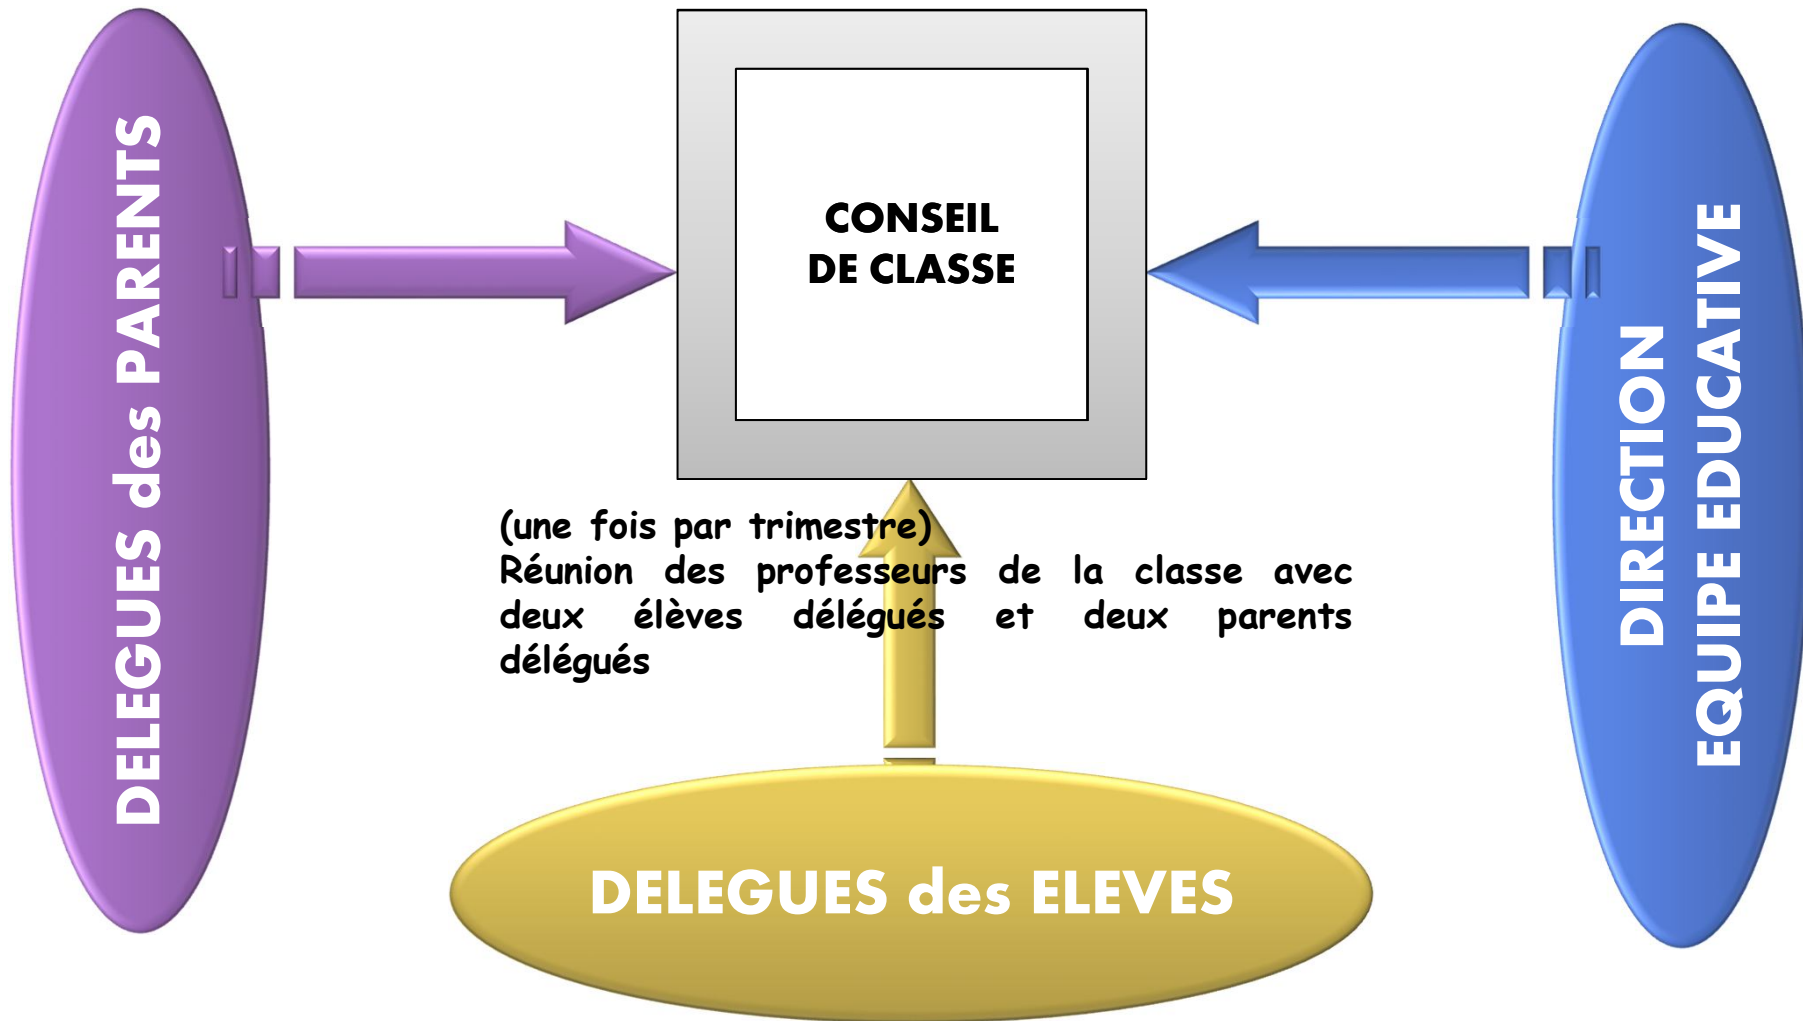 DELEGUES des PARENTS
CONSEIL
DE CLASSE
DIRECTION
EQUIPE EDUCATIVE
(une fois par trimestre)
Réunion des professeurs de la classe avec
deux élèves délégués et deux parents
délégués
DELEGUES des ELEVES